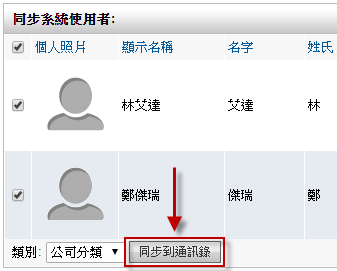 同步系統使用者:
個人照片 顯示名稱 名字 姓氏
林艾達 艾達 林
鄭傑瑞 傑瑞 鄭
類別: 公司分類 同步到通訊錄